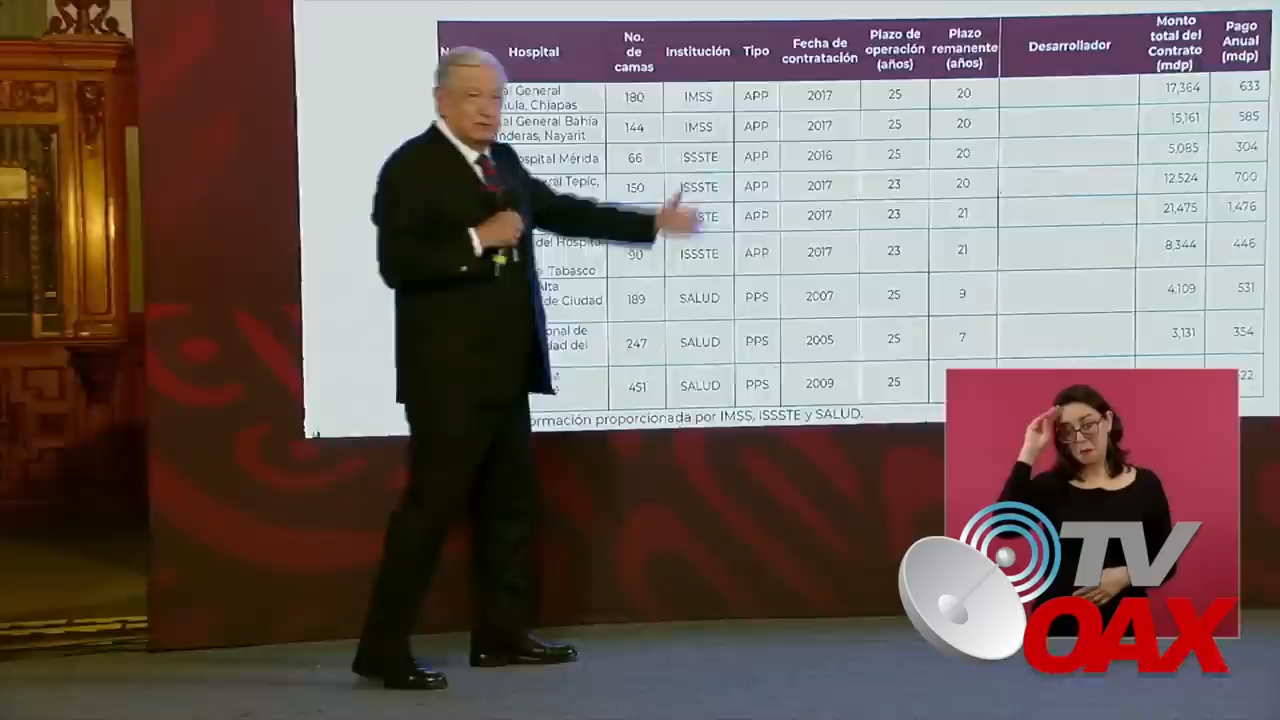 Hospital No. de camas Institución Tipo Fecha de contratación Plazo de operación (años) Plazo remanente (años) Desarrollador Monto total del Contrato (mdp) Pago Anual (mdp)
al General
Chiapas 180 IMSS APP 2017 25 20 17,364 633
al General Bahía
anderas, Nayarit 144 IMSS APP 2017 25 20 15,161 585
ospital Mérida 66 ISSSTE APP 2016 25 20 5,085 304
eral Tepic, 150 ISSSTE APP 2017 23 20 12,524 700
STE APP 2017 23 21 21,475 1,476
del Hospital
Tabasco 90 ISSSTE APP 2017 23 21 8,344 446
Alta
de Ciudad 189 SALUD PPS 2007 25 9 4,109 531
onal de
dad del 247 SALUD PPS 2005 25 7 3,131 354
451 SALUD PPS 2009 25 22
ormación proporcionada por IMSS, ISSSTE y SALUD.
TV
OAX